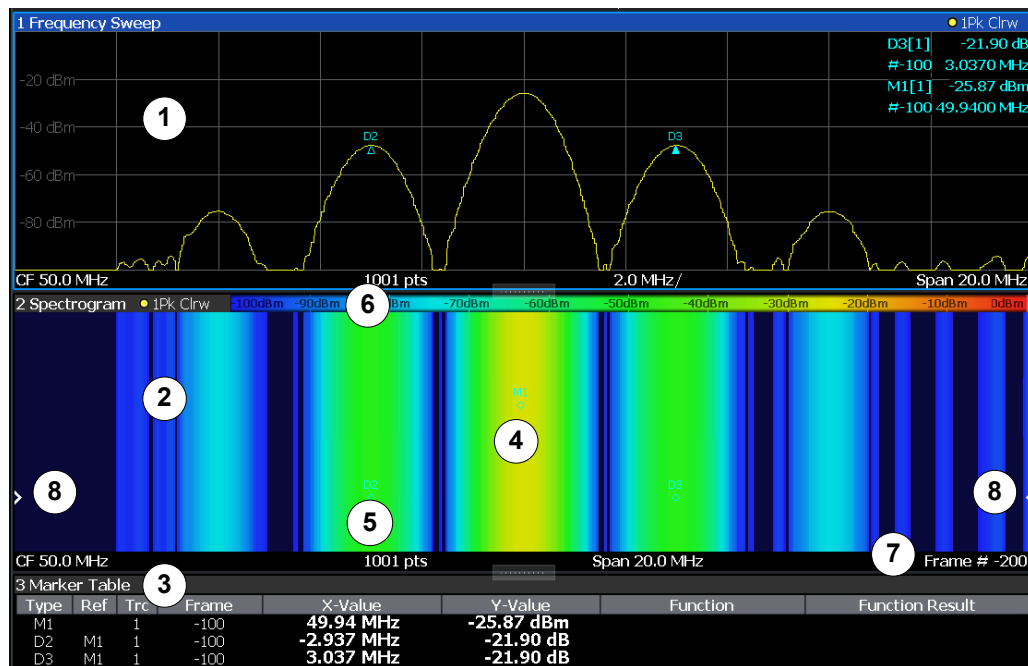 1 Frequency Sweep 1Pk Clrw
D3[1] -21.90 dB
#-100 3.0370 MHz
M1[1] -25.87 dBm
#-100 49.9400 MHz
-20 dBm
-40 dBm
-60 dBm
-80 dBm
1
D2 D3
CF 50.0 MHz 1001 pts 2.0 MHz/ Span 20.0 MHz
2 Spectrogram 1Pk Clrw -100dBm -90dBm 6 -70dBm -60dBm -50dBm -40dBm -30dBm -20dBm -10dBm 0dBm
2
M1
4
8 D2 D3 8
5
7
CF 50.0 MHz 1001 pts Span 20.0 MHz Frame # -200
3 Marker Table 3
Type Ref Trc Frame X-Value Y-Value Function Function Result
M1 1 -100 49.94 MHz -25.87 dBm
D2 M1 1 -100 -2.937 MHz -21.90 dB
D3 M1 1 -100 3.037 MHz -21.90 dB